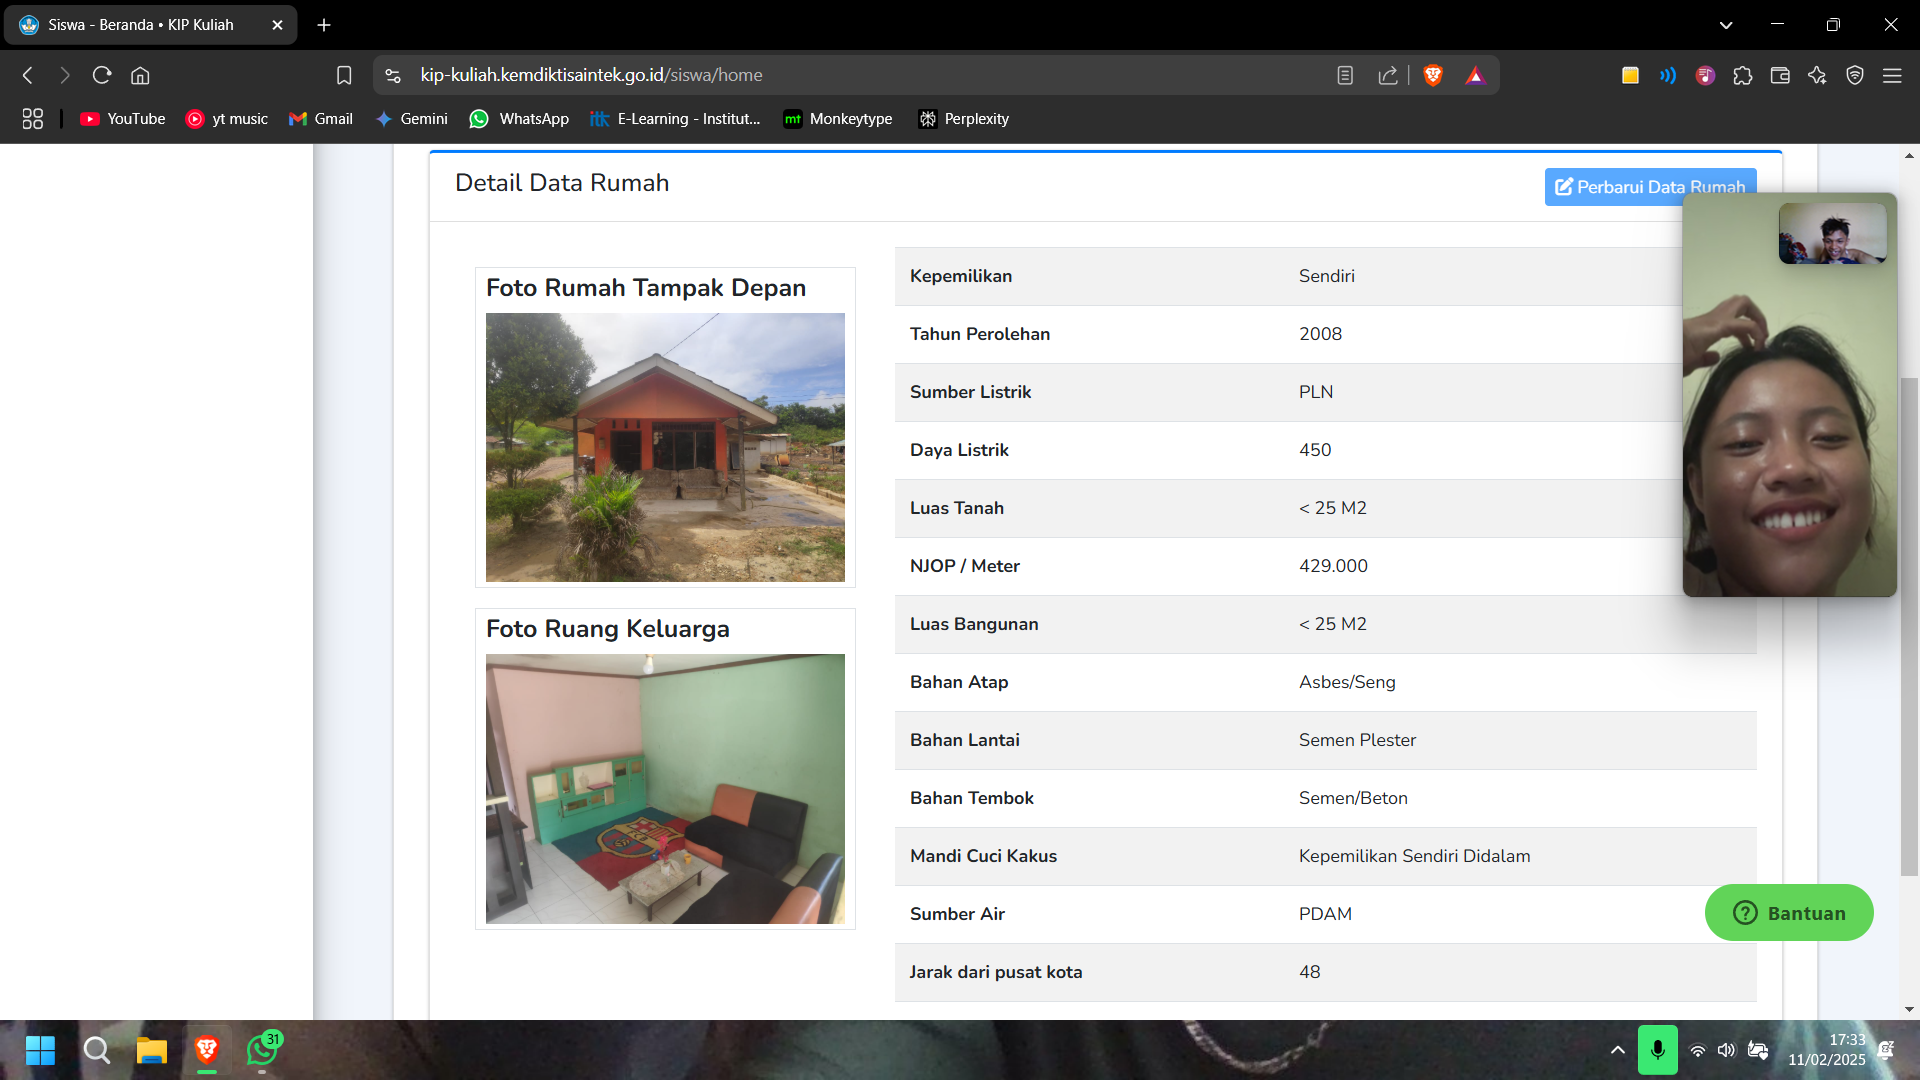 Siswa - Beranda • KIP Kuliah
kip-kuliah.kemdiktisaintek.go.id/siswa/home
YouTube
yt music
Gmail
Gemini
WhatsApp
itk E-Learning - Institut...
mt Monkeytype
Perplexity
Detail Data Rumah
Perbarui Data Rumah
Foto Rumah Tampak Depan
Foto Ruang Keluarga
Kepemilikan Sendiri
Tahun Perolehan 2008
Sumber Listrik PLN
Daya Listrik 450
Luas Tanah < 25 M2
NJOP / Meter 429.000
Luas Bangunan < 25 M2
Bahan Atap Asbes/Seng
Bahan Lantai Semen Plester
Bahan Tembok Semen/Beton
Mandi Cuci Kakus Kepemilikan Sendiri Didalam
Sumber Air PDAM
Jarak dari pusat kota 48
Bantuan
31
17:33
11/02/2025